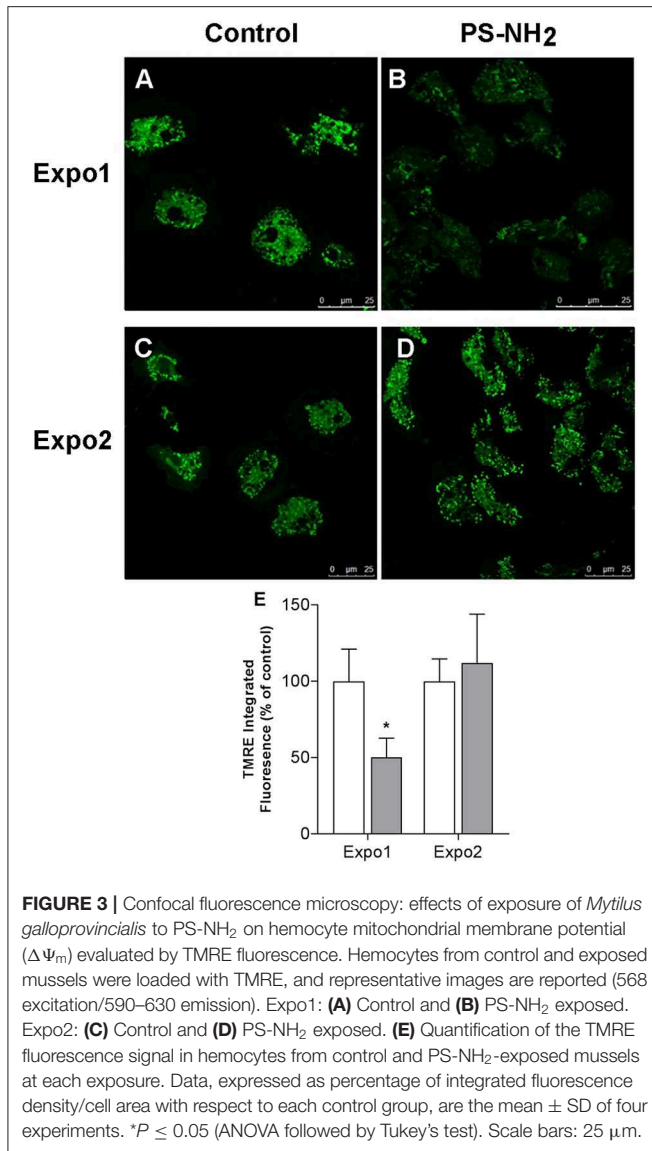 Control PS-NH2
A B
Expo1
0 µm 25 0 µm 25
C D
Expo2
0 µm 25 0 µm 25
E
150
100
50
0
TMRE Integrated
Fluoresence (% of control)
*
Expo1 Expo2
FIGURE 3 | Confocal fluorescence microscopy: effects of exposure of Mytilus
galloprovincialis to PS-NH2 on hemocyte mitochondrial membrane potential
(ΔΨm) evaluated by TMRE fluorescence. Hemocytes from control and exposed
mussels were loaded with TMRE, and representative images are reported (568
excitation/590–630 emission). Expo1: (A) Control and (B) PS-NH2 exposed.
Expo2: (C) Control and (D) PS-NH2 exposed. (E) Quantification of the TMRE
fluorescence signal in hemocytes from control and PS-NH2-exposed mussels
at each exposure. Data, expressed as percentage of integrated fluorescence
density/cell area with respect to each control group, are the mean ± SD of four
experiments. *P ≤ 0.05 (ANOVA followed by Tukey's test). Scale bars: 25 μm.